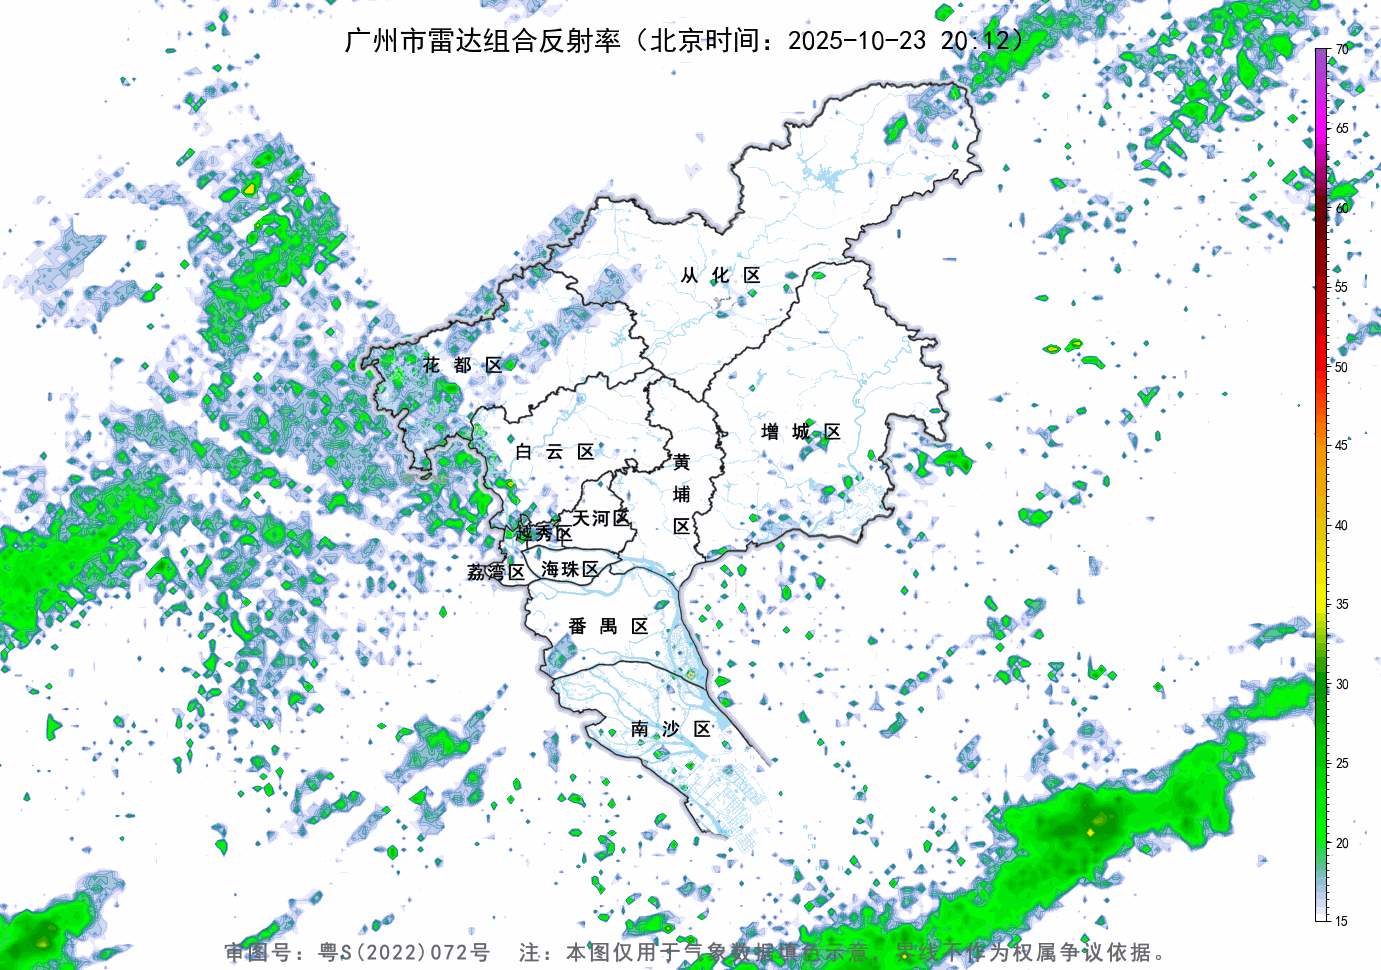 广州市雷达组合反射率（北京时间：2025-10-23 20:12）
70
65
60
55
50
45
40
35
30
25
20
15
从化区
花都区
增城区
白云区
黄埔区
天河区
越秀区
荔湾区
海珠区
番禺区
南沙区
审图号：粤S(2022)072号 注：本图仅用于气象数据填色示意，界线不作为权属争议依据。